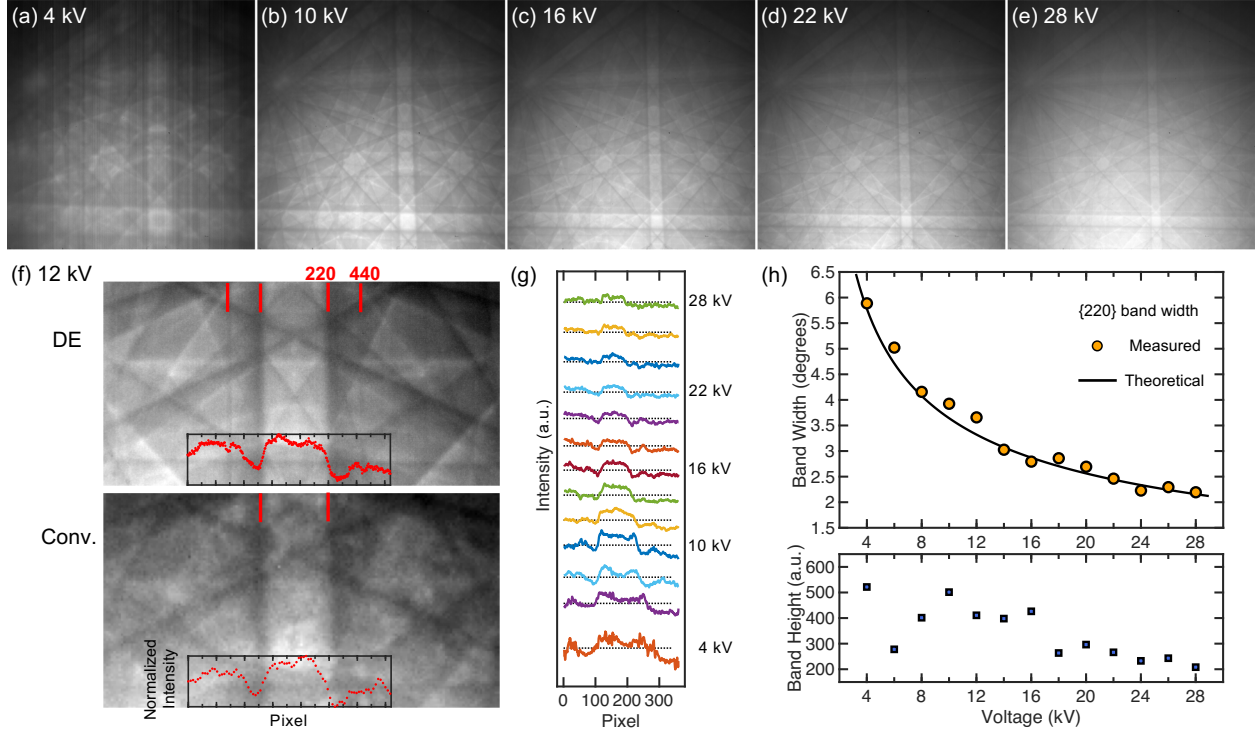 (a) 4 kV
(b) 10 kV
(c) 16 kV
(d) 22 kV
(e) 28 kV
(f) 12 kV
220 440
DE
Conv.
Normalized
Intensity
Pixel
(g)
28 kV
22 kV
16 kV
10 kV
4 kV
Intensity (a.u.)
0 100 200 300
Pixel
(h)
6.5
6
5.5
5
4.5
4
3.5
3
2.5
2
1.5
Band Width (degrees)
{220} band width
Measured
Theoretical
4 8 12 16 20 24 28
600
500
400
300
200
Band Height (a.u.)
4 8 12 16 20 24 28
Voltage (kV)